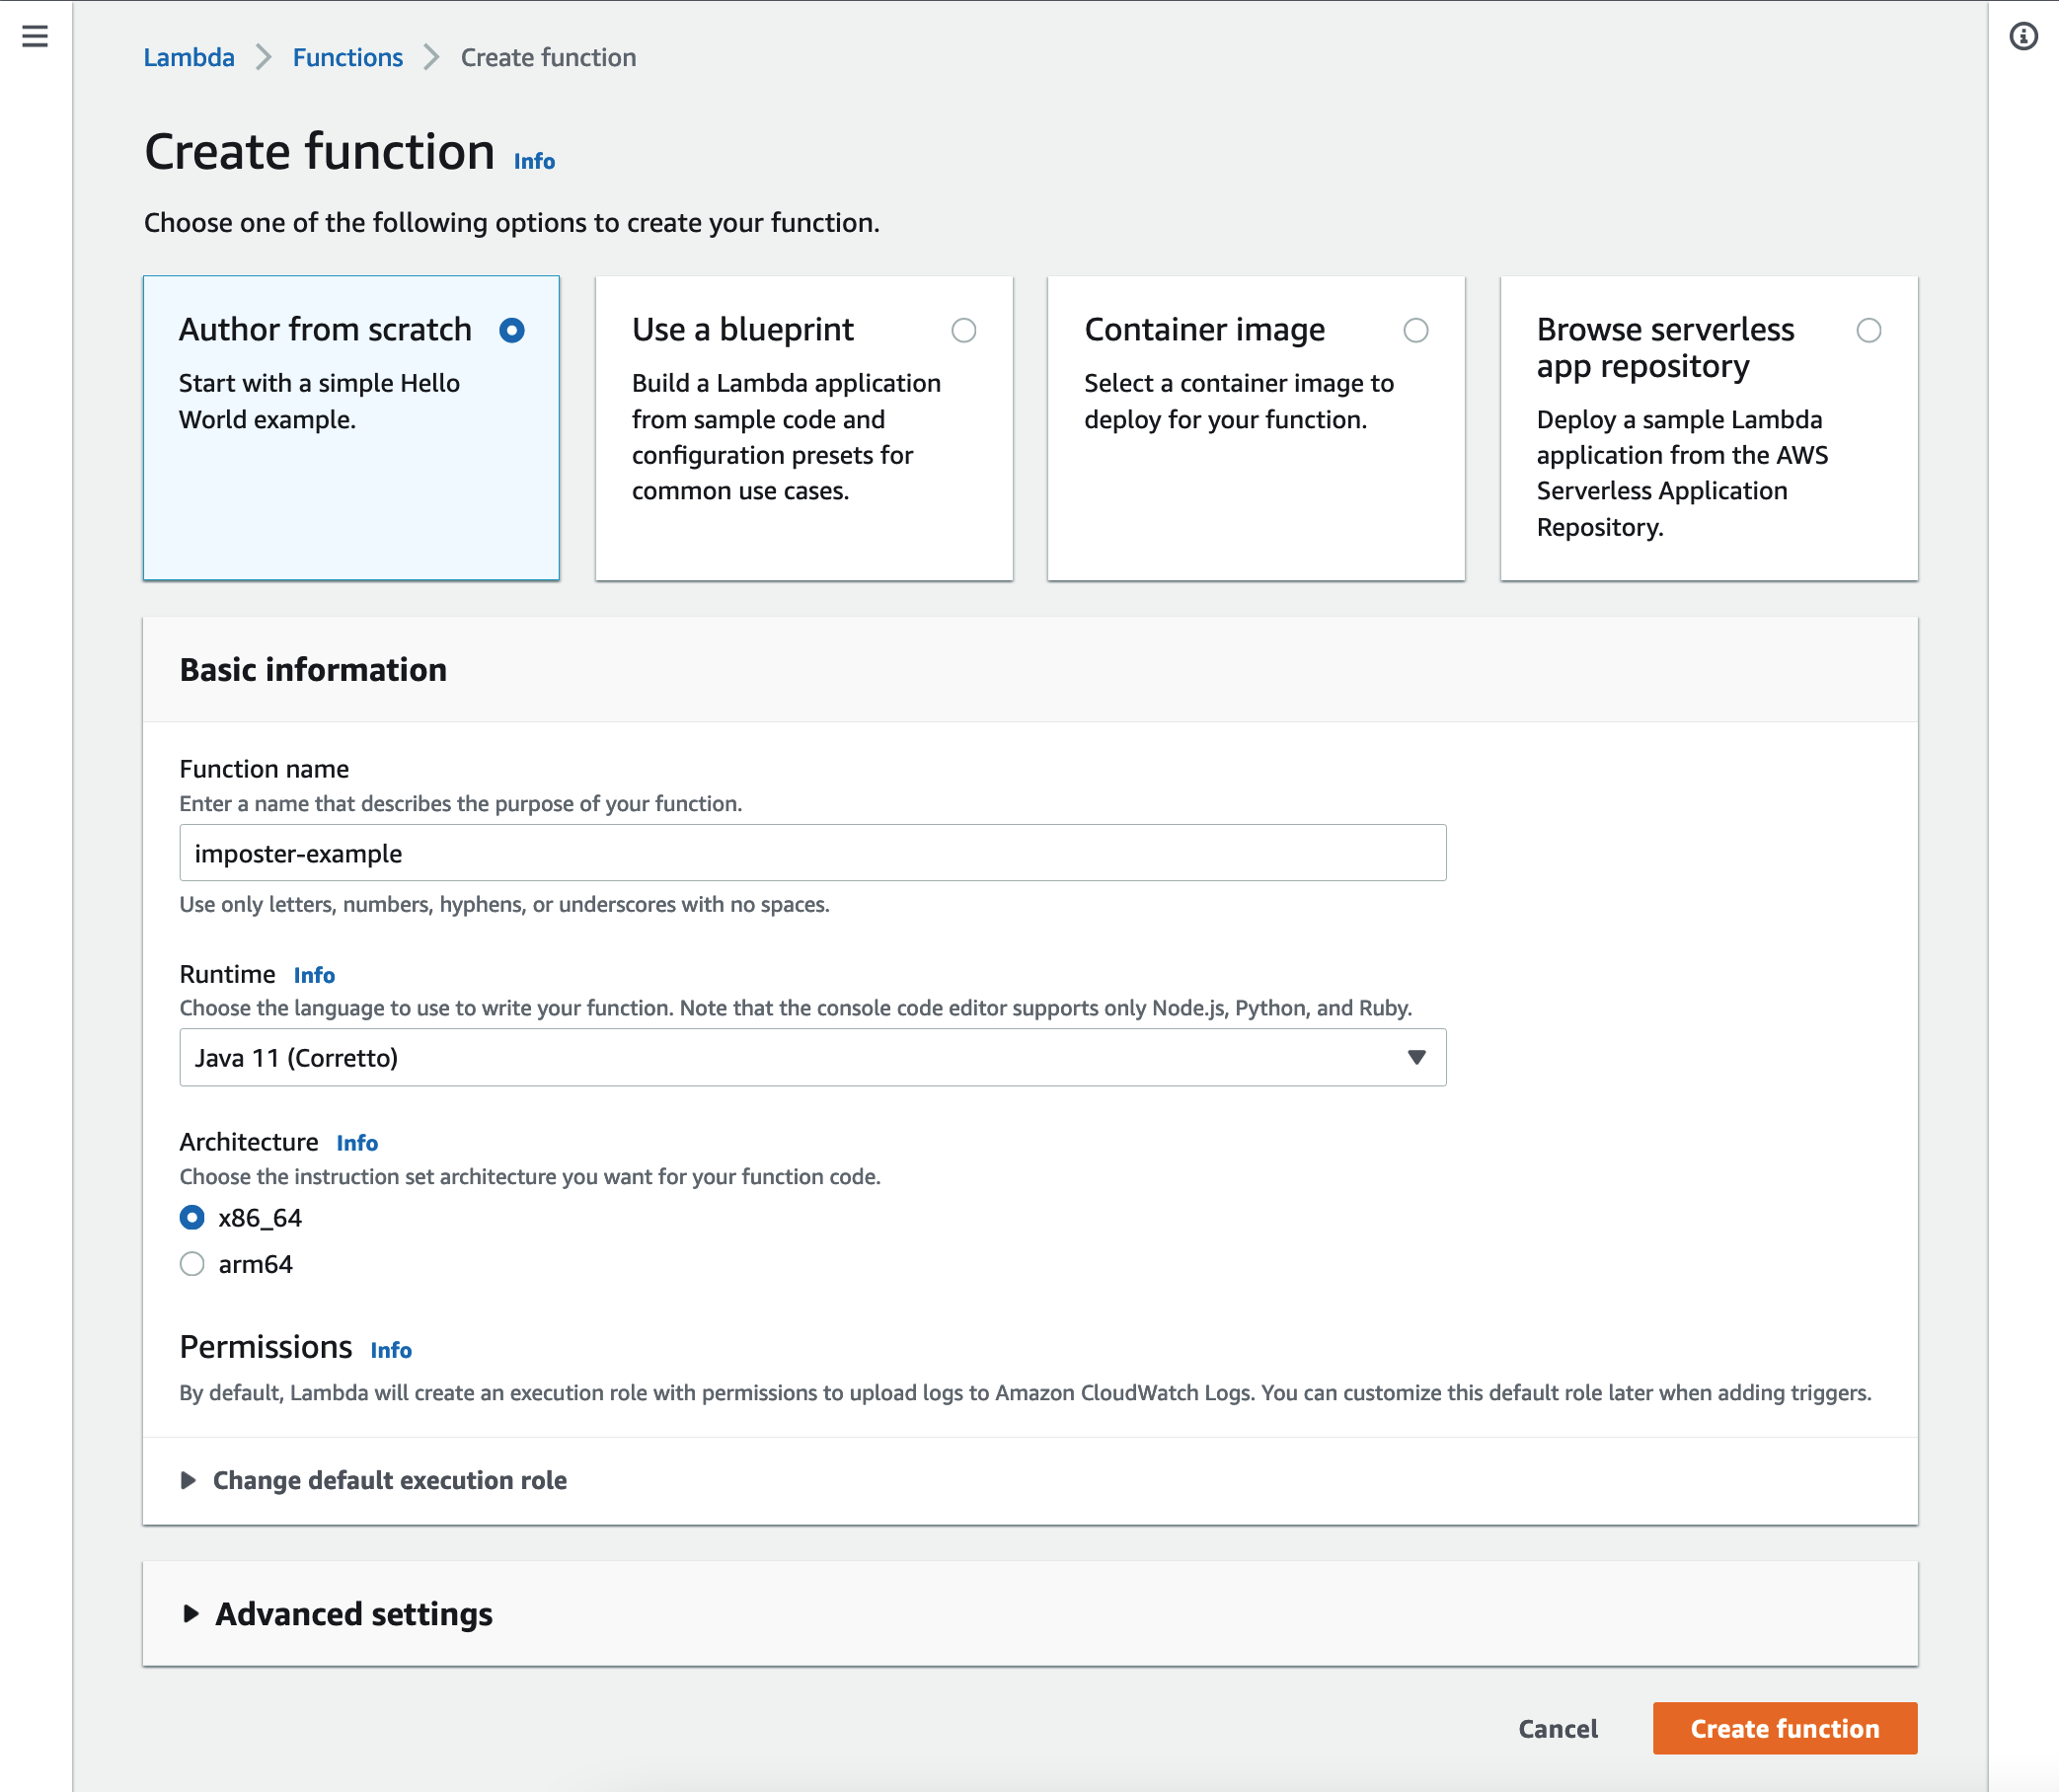 Lambda > Functions > Create function
Create function Info
Choose one of the following options to create your function.
Author from scratch
Start with a simple Hello
World example.
Use a blueprint
Build a Lambda application
from sample code and
configuration presets for
common use cases.
Container image
Select a container image to
deploy for your function.
Browse serverless
app repository
Deploy a sample Lambda
application from the AWS
Serverless Application
Repository.
Basic information
Function name
Enter a name that describes the purpose of your function.
imposter-example
Use only letters, numbers, hyphens, or underscores with no spaces.
Runtime Info
Choose the language to use to write your function. Note that the console code editor supports only Node.js, Python, and Ruby.
Java 11 (Corretto)
Architecture Info
Choose the instruction set architecture you want for your function code.
x86_64
arm64
Permissions Info
By default, Lambda will create an execution role with permissions to upload logs to Amazon CloudWatch Logs. You can customize this default role later when adding triggers.
Change default execution role
Advanced settings
Cancel
Create function